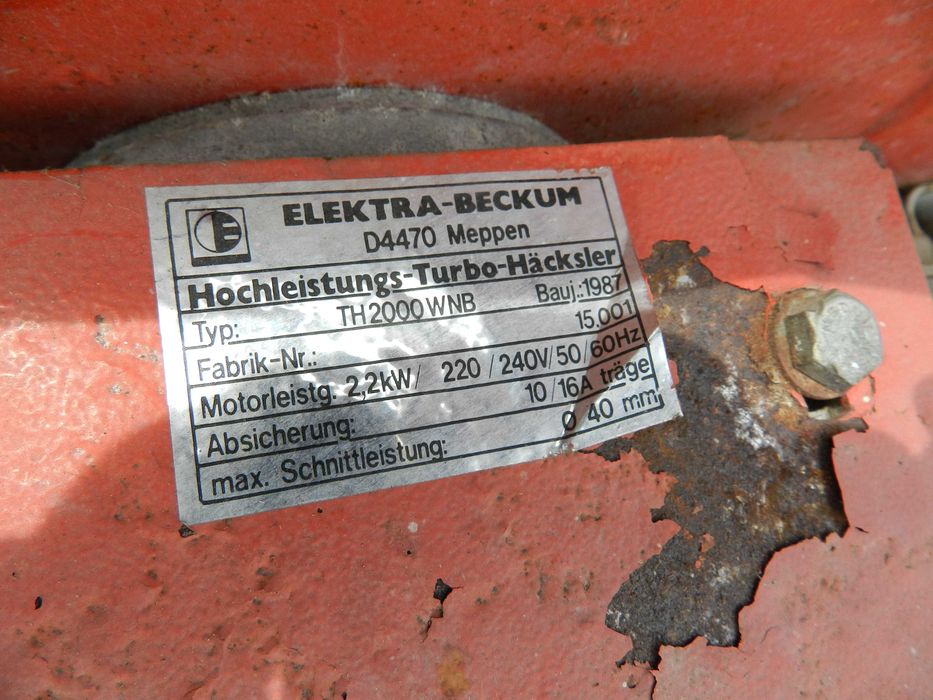 ELEKTRA-BECKUM
D4470 Meppen
Hochleistungs-Turbo-Häcksler
Typ: TH2000WNB Bauj.:1987
Fabrik-Nr.: 15.001
Motorleistg. 2,2kW/ 220/240V/50/60Hz
Absicherung: 10/16A träge
max. Schnittleistung: Ø 40 mm